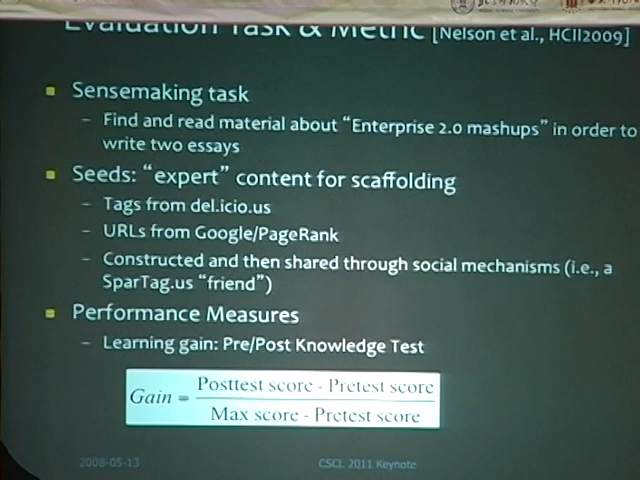 Evaluation Task & Metric [Nelson et al., HCII2009]
Sensemaking task
– Find and read material about “Enterprise 2.0 mashups” in order to
write two essays
Seeds: “expert” content for scaffolding
– Tags from del.icio.us
– URLs from Google/PageRank
– Constructed and then shared through social mechanisms (i.e., a
SparTag.us “friend”)
Performance Measures
– Learning gain: Pre/Post Knowledge Test
Gain = Posttest score - Pretest score
Max score - Pretest score
2008-05-13 CSCL 2011 Keynote